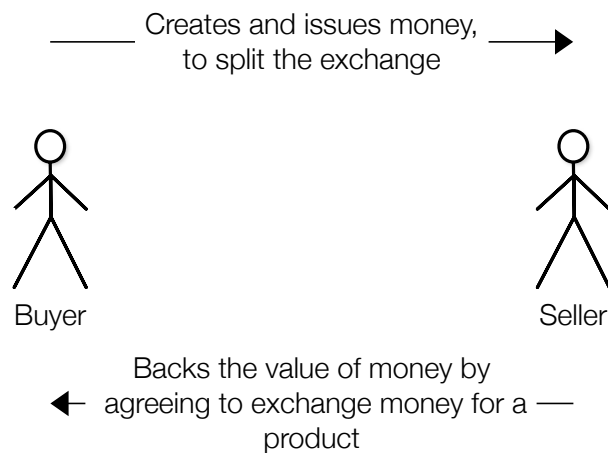 Creates and issues money,
to split the exchange
Buyer
Seller
Backs the value of money by
agreeing to exchange money for a
product